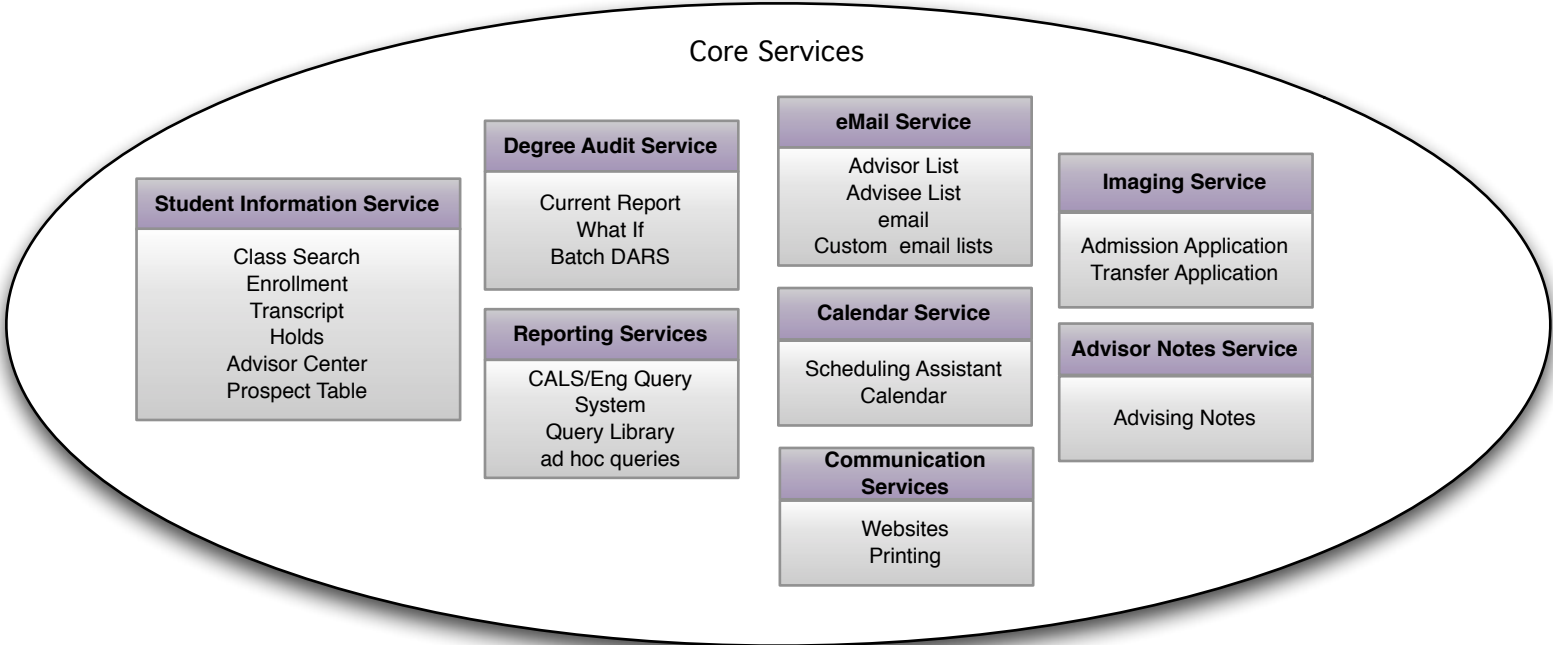 Core Services
Student Information Service
Class Search
Enrollment
Transcript
Holds
Advisor Center
Prospect Table
Degree Audit Service
Current Report
What If
Batch DARS
Reporting Services
CALS/Eng Query
System
Query Library
ad hoc queries
eMail Service
Advisor List
Advisee List
email
Custom  email lists
Calendar Service
Scheduling Assistant
Calendar
Communication
Services
Websites
Printing
Imaging Service
Admission Application
Transfer Application
Advisor Notes Service
Advising Notes